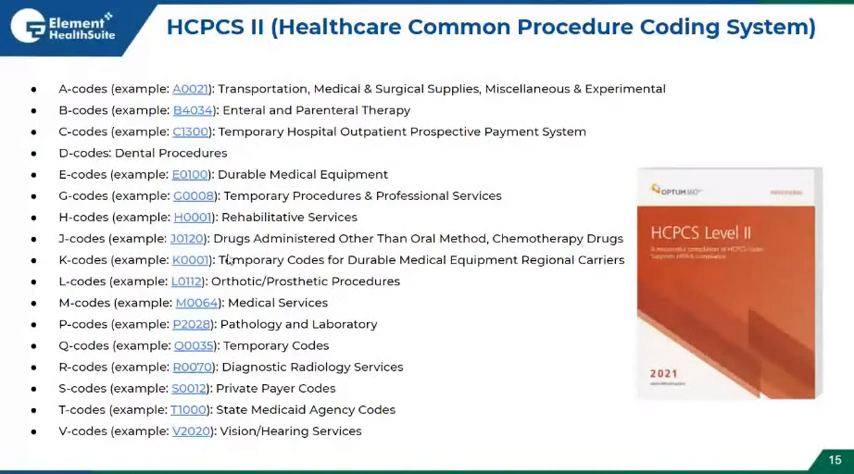 Element
HealthSuite
HCPCS II (Healthcare Common Procedure Coding System)
● A-codes (example: A0021): Transportation, Medical & Surgical Supplies, Miscellaneous & Experimental
● B-codes (example: B4034): Enteral and Parenteral Therapy
● C-codes (example: C1300): Temporary Hospital Outpatient Prospective Payment System
● D-codes: Dental Procedures
● E-codes (example: E0100): Durable Medical Equipment
● G-codes (example: G0008): Temporary Procedures & Professional Services
● H-codes (example: H0001): Rehabilitative Services
● J-codes (example: J0120): Drugs Administered Other Than Oral Method, Chemotherapy Drugs
● K-codes (example: K0001): Temporary Codes for Durable Medical Equipment Regional Carriers
● L-codes (example: L0112): Orthotic/Prosthetic Procedures
● M-codes (example: M0064): Medical Services
● P-codes (example: P2028): Pathology and Laboratory
● Q-codes (example: Q0035): Temporary Codes
● R-codes (example: R0070): Diagnostic Radiology Services
● S-codes (example: S0012): Private Payer Codes
● T-codes (example: T1000): State Medicaid Agency Codes
● V-codes (example: V2020): Vision/Hearing Services
OPTUM360
HCPCS Level II
2021
15